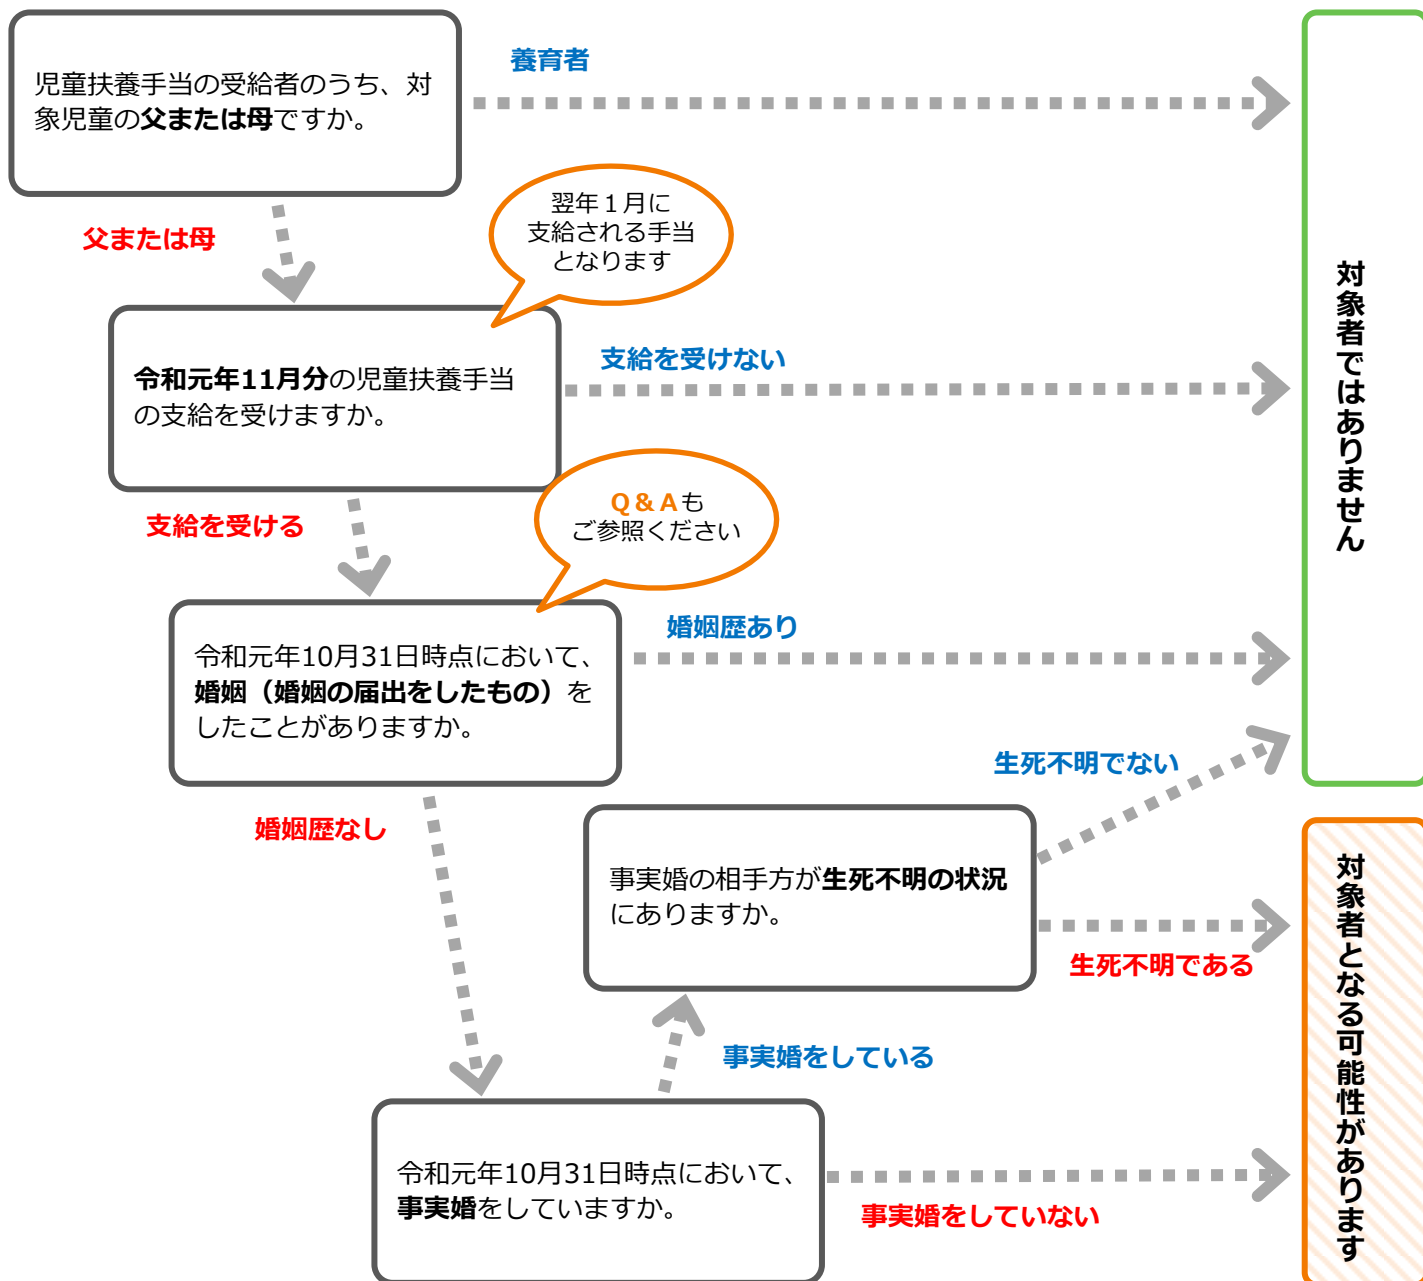 児童扶養手当の受給者のうち、対
象児童の父または母ですか。
養育者
父または母
翌年１月に
支給される手当
となります
令和元年11月分の児童扶養手当
の支給を受けますか。
支給を受けない
支給を受ける
Ｑ＆Ａも
ご参照ください
令和元年10月31日時点において、
婚姻（婚姻の届出をしたもの）を
したことがありますか。
婚姻歴あり
婚姻歴なし
事実婚の相手方が生死不明の状況
にありますか。
生死不明でない
生死不明である
事実婚をしている
令和元年10月31日時点において、
事実婚をしていますか。
事実婚をしていない
対象者ではありません
対象者となる可能性があります